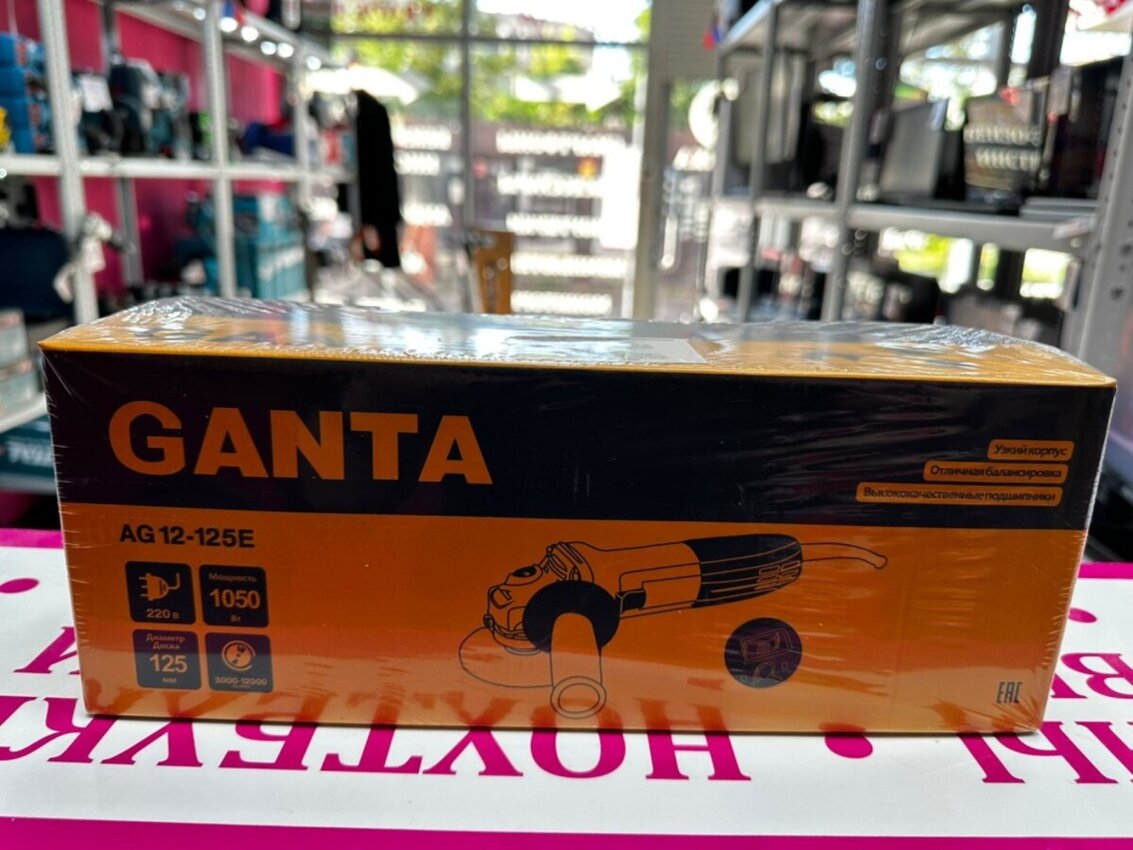 GANTA
Узкий корпус
Отличная балансировка
Высококачественные подшипники
AG 12-125E
220 В
Мощность
1050
Вт
Диаметр
Диска
125
мм
3000-12000
EAC
НОУТБУКИ